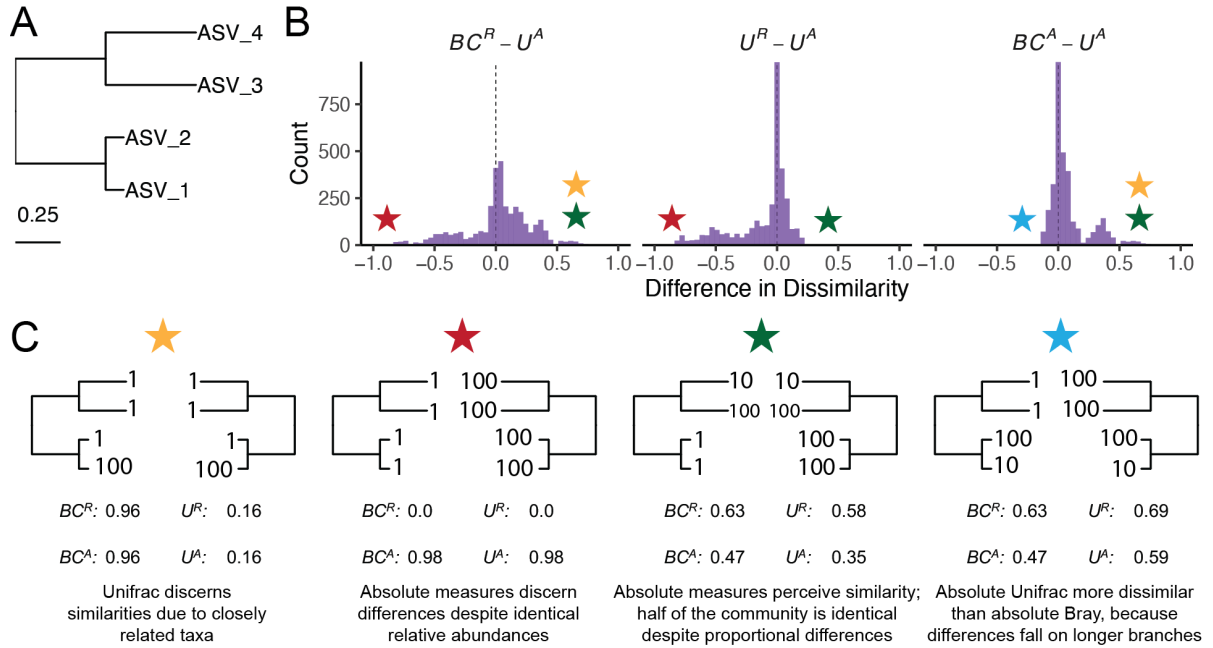 A
ASV_4
ASV_3
ASV_2
ASV_1
0.25
B
BC^R – U^A
U^R – U^A
BC^A – U^A
Count
750
500
250
0
−1.0 −0.5 0.0 0.5 1.0
−1.0 −0.5 0.0 0.5 1.0
−1.0 −0.5 0.0 0.5 1.0
Difference in Dissimilarity
C
1 1
1 1
1 1
100 100
BC^R: 0.96 U^R: 0.16
BC^A: 0.96 U^A: 0.16
Unifrac discerns
similarities due to closely
related taxa
1 100
1 100
1 100
1 100
BC^R: 0.0 U^R: 0.0
BC^A: 0.98 U^A: 0.98
Absolute measures discern
differences despite identical
relative abundances
10 10
100 100
1 100
1 100
BC^R: 0.63 U^R: 0.58
BC^A: 0.47 U^A: 0.35
Absolute measures perceive similarity;
half of the community is identical
despite proportional differences
1 100
1 100
100 100
10 10
BC^R: 0.63 U^R: 0.69
BC^A: 0.47 U^A: 0.59
Absolute Unifrac more dissimilar
than absolute Bray, because
differences fall on longer branches